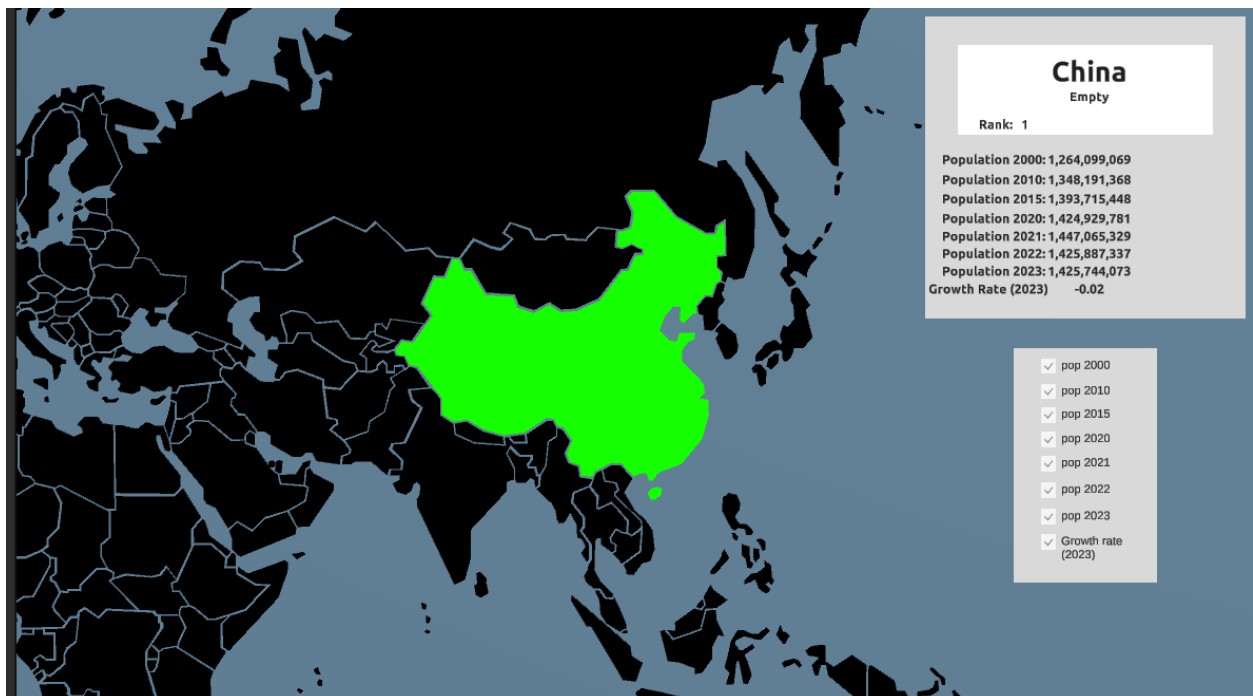 China
Empty
Rank: 1
Population 2000: 1,264,099,069
Population 2010: 1,348,191,368
Population 2015: 1,393,715,448
Population 2020: 1,424,929,781
Population 2021: 1,447,065,329
Population 2022: 1,425,887,337
Population 2023: 1,425,744,073
Growth Rate (2023) -0.02
pop 2000
pop 2010
pop 2015
pop 2020
pop 2021
pop 2022
pop 2023
Growth rate
(2023)